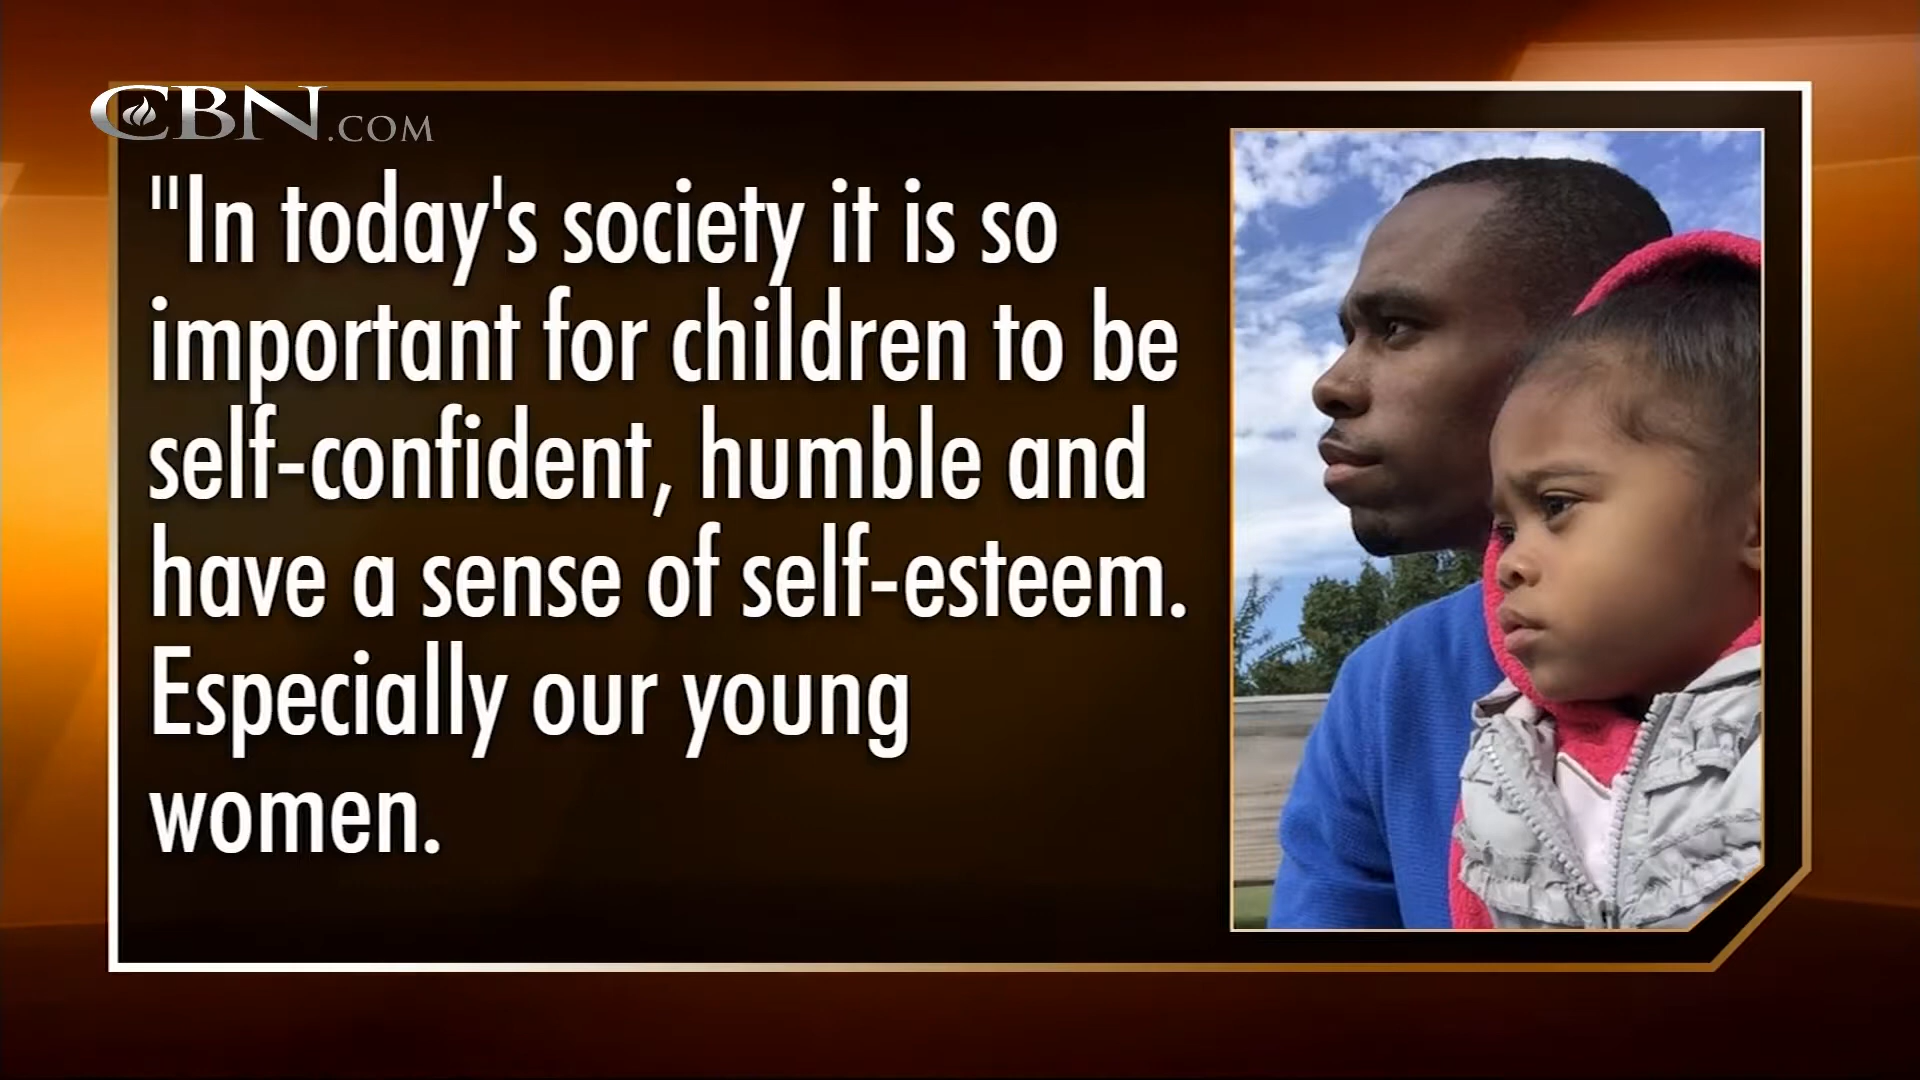 CBN.COM
"In today's society it is so
important for children to be
self-confident, humble and
have a sense of self-esteem.
Especially our young
women.